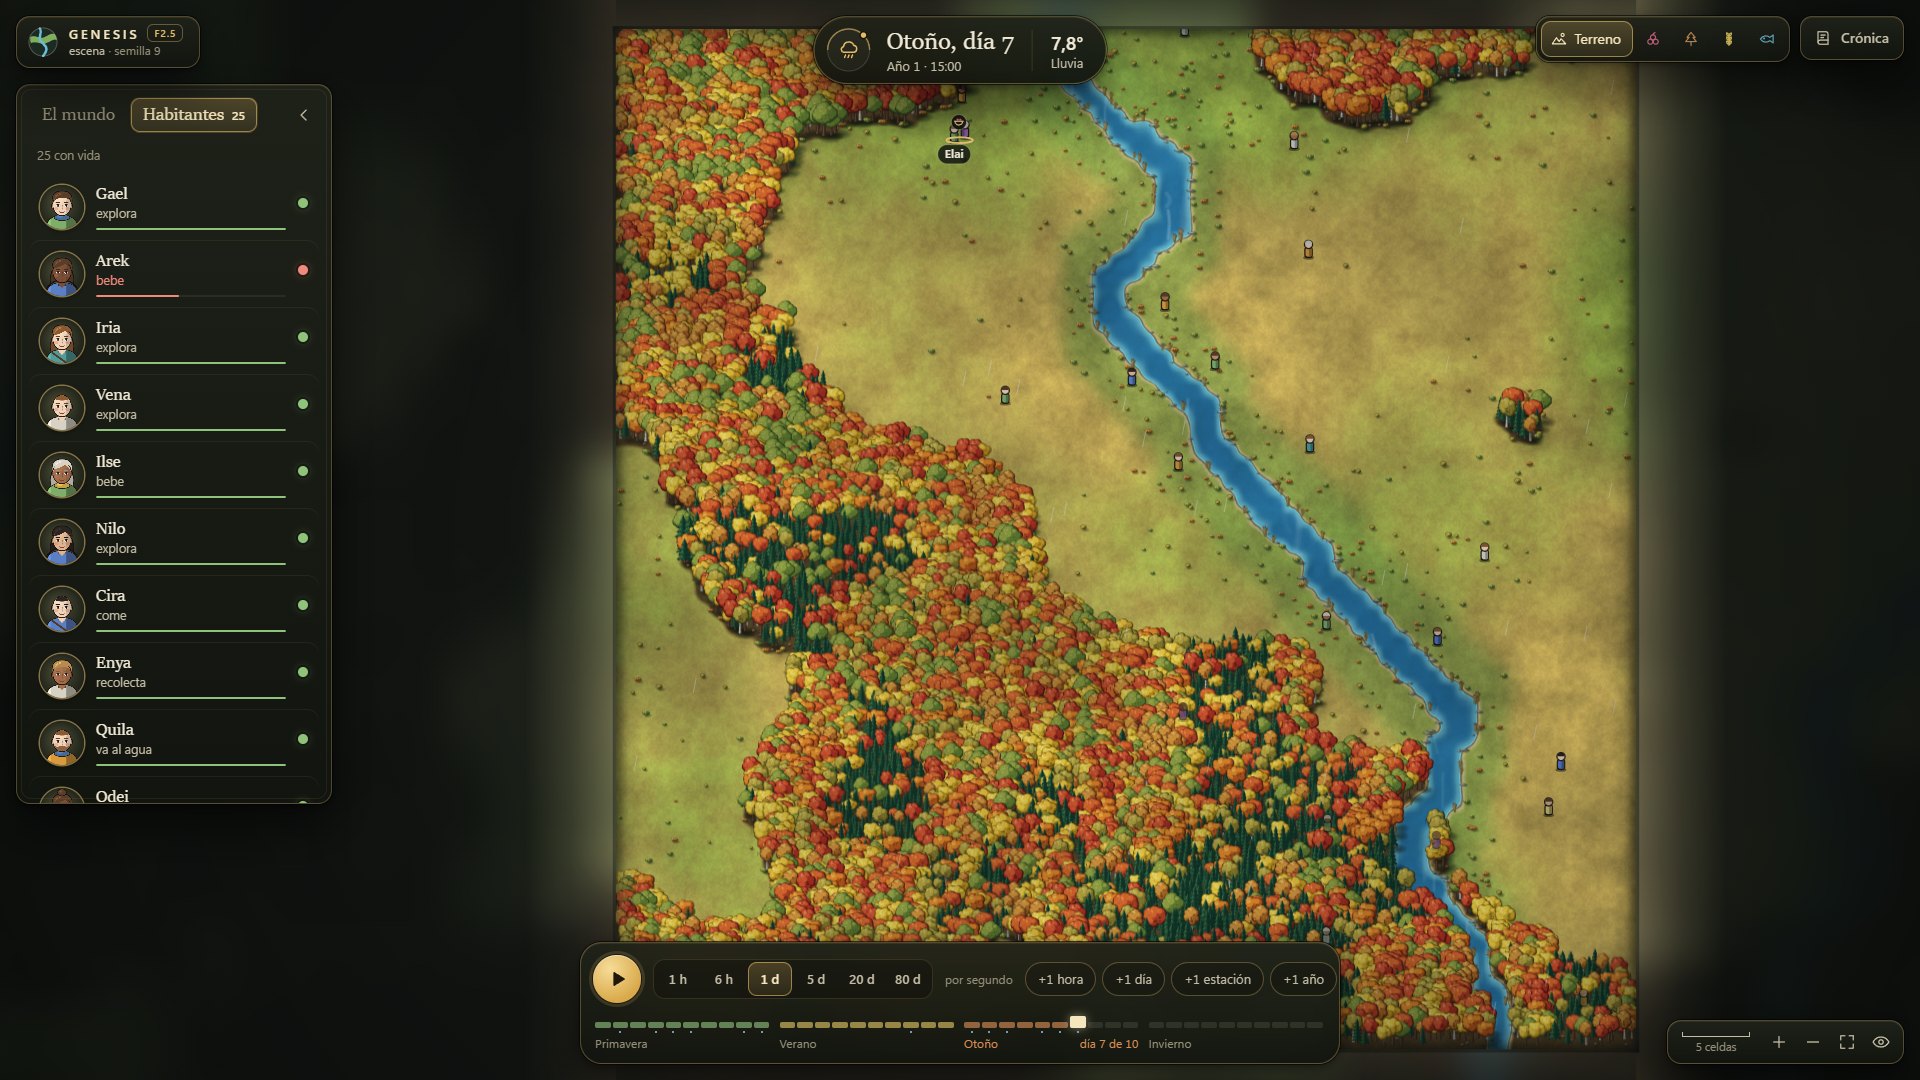 GENESIS F2.5
escena · semilla 9
Otoño, día 7
Año 1 · 15:00
7,8°
Lluvia
Terreno
Crónica
El mundo
Habitantes 25
25 con vida
Gael
explora
Arek
bebe
Iria
explora
Vena
explora
Ilse
bebe
Nilo
explora
Cira
come
Enya
recolecta
Quila
va al agua
Odei
Elai
1 h
6 h
1 d
5 d
20 d
80 d
por segundo
+1 hora
+1 día
+1 estación
+1 año
Primavera
Verano
Otoño
día 7 de 10
Invierno
5 celdas